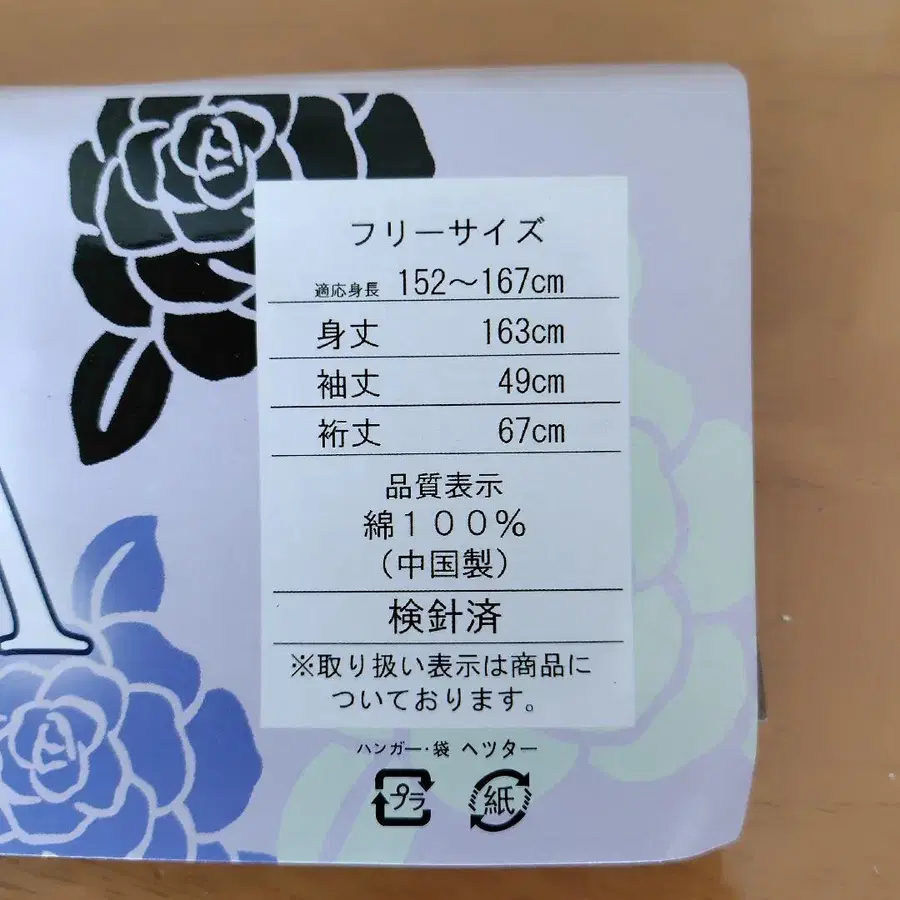 フリーサイズ
適応身長 152～167cm
身丈 163cm
袖丈 49cm
裄丈 67cm
品質表示
綿１００％
（中国製）
検針済
※取り扱い表示は商品に
ついております。
ハンガー・袋 ヘッター
プラ 紙